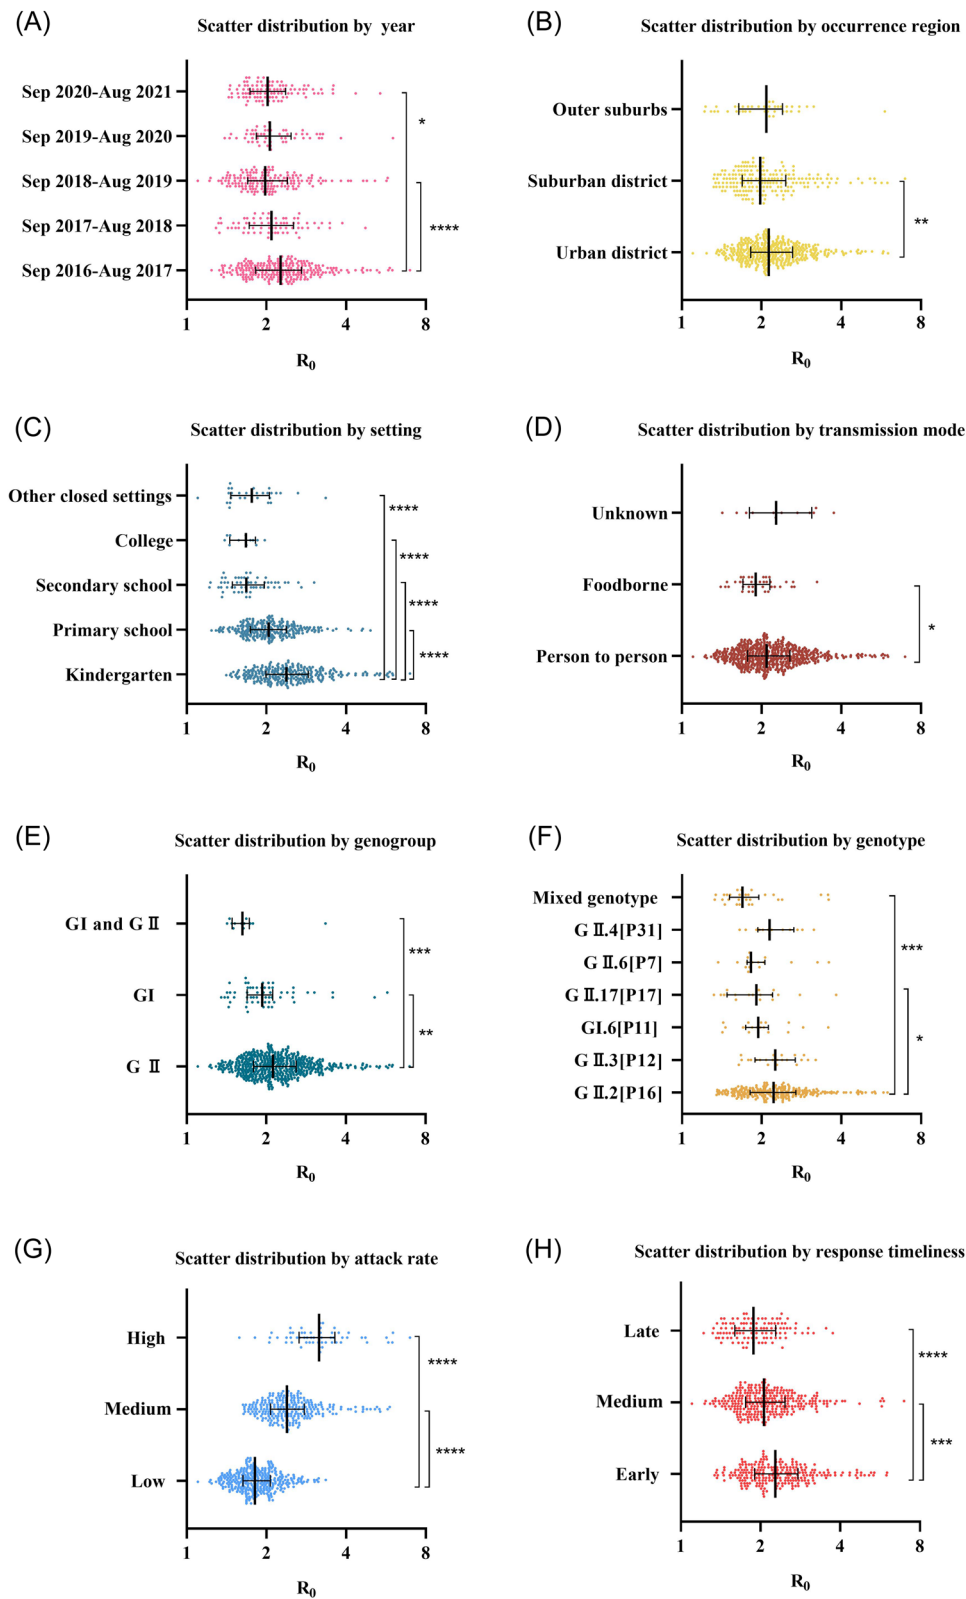 (A)
Scatter distribution by year
Sep 2020-Aug 2021
Sep 2019-Aug 2020
Sep 2018-Aug 2019
Sep 2017-Aug 2018
Sep 2016-Aug 2017
*
****
1 2 4 8
R0
(B)
Scatter distribution by occurrence region
Outer suburbs
Suburban district
Urban district
**
1 2 4 8
R0
(C)
Scatter distribution by setting
Other closed settings
College
Secondary school
Primary school
Kindergarten
****
****
****
****
1 2 4 8
R0
(D)
Scatter distribution by transmission mode
Unknown
Foodborne
Person to person
*
1 2 4 8
R0
(E)
Scatter distribution by genogroup
GI and G Ⅱ
GI
G Ⅱ
***
**
1 2 4 8
R0
(F)
Scatter distribution by genotype
Mixed genotype
G Ⅱ.4[P31]
G Ⅱ.6[P7]
G Ⅱ.17[P17]
GI.6[P11]
G Ⅱ.3[P12]
G Ⅱ.2[P16]
***
*
1 2 4 8
R0
(G)
Scatter distribution by attack rate
High
Medium
Low
****
****
1 2 4 8
R0
(H)
Scatter distribution by response timeliness
Late
Medium
Early
****
***
1 2 4 8
R0